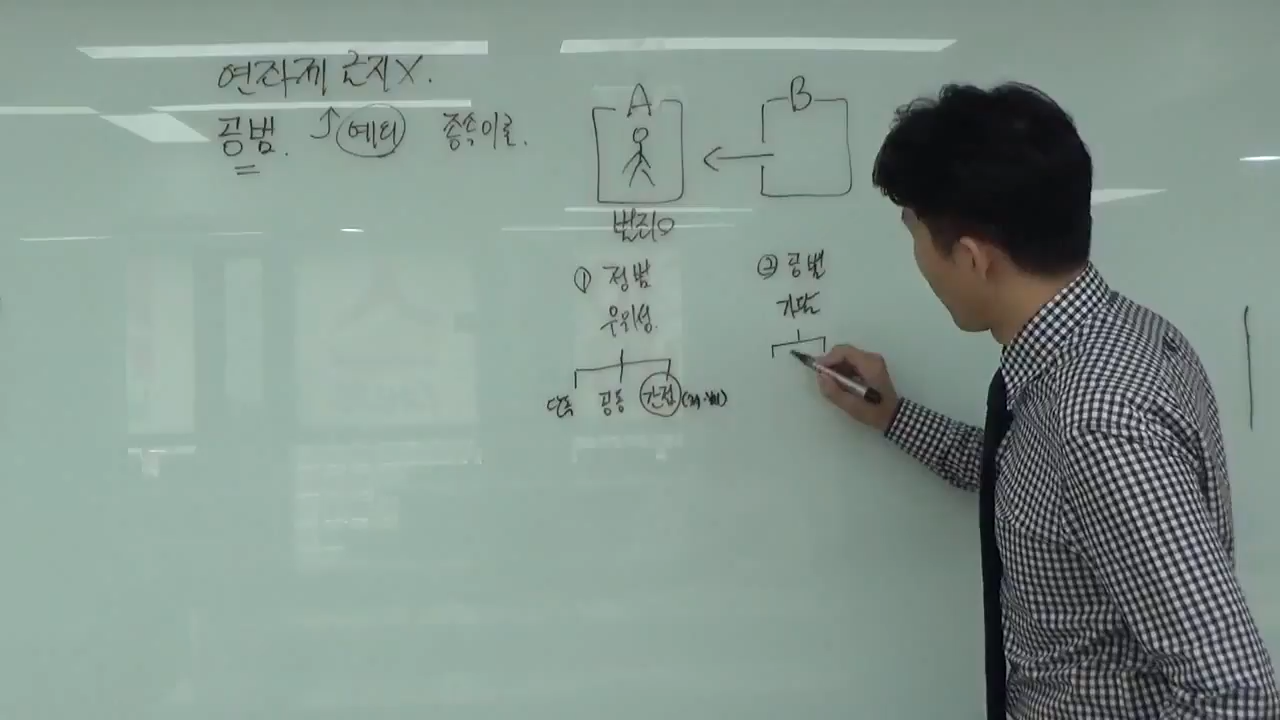 연좌제 금지 X.
공범. ↑ 예외 종속이론.
A
B
범죄O
① 정범
우위성.
단독 공동 간접
② 공범
가담